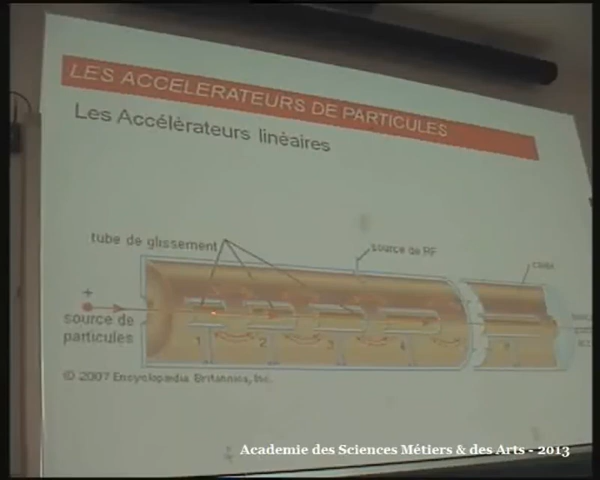 LES ACCELERATEURS DE PARTICULES
Les Accélérateurs linéaires
tube de glissement
source de RF
+
source de
particules
1
2
3
4
© 2007 Encyclopædia Britannica, Inc.
Academie des Sciences Métiers & des Arts - 2013